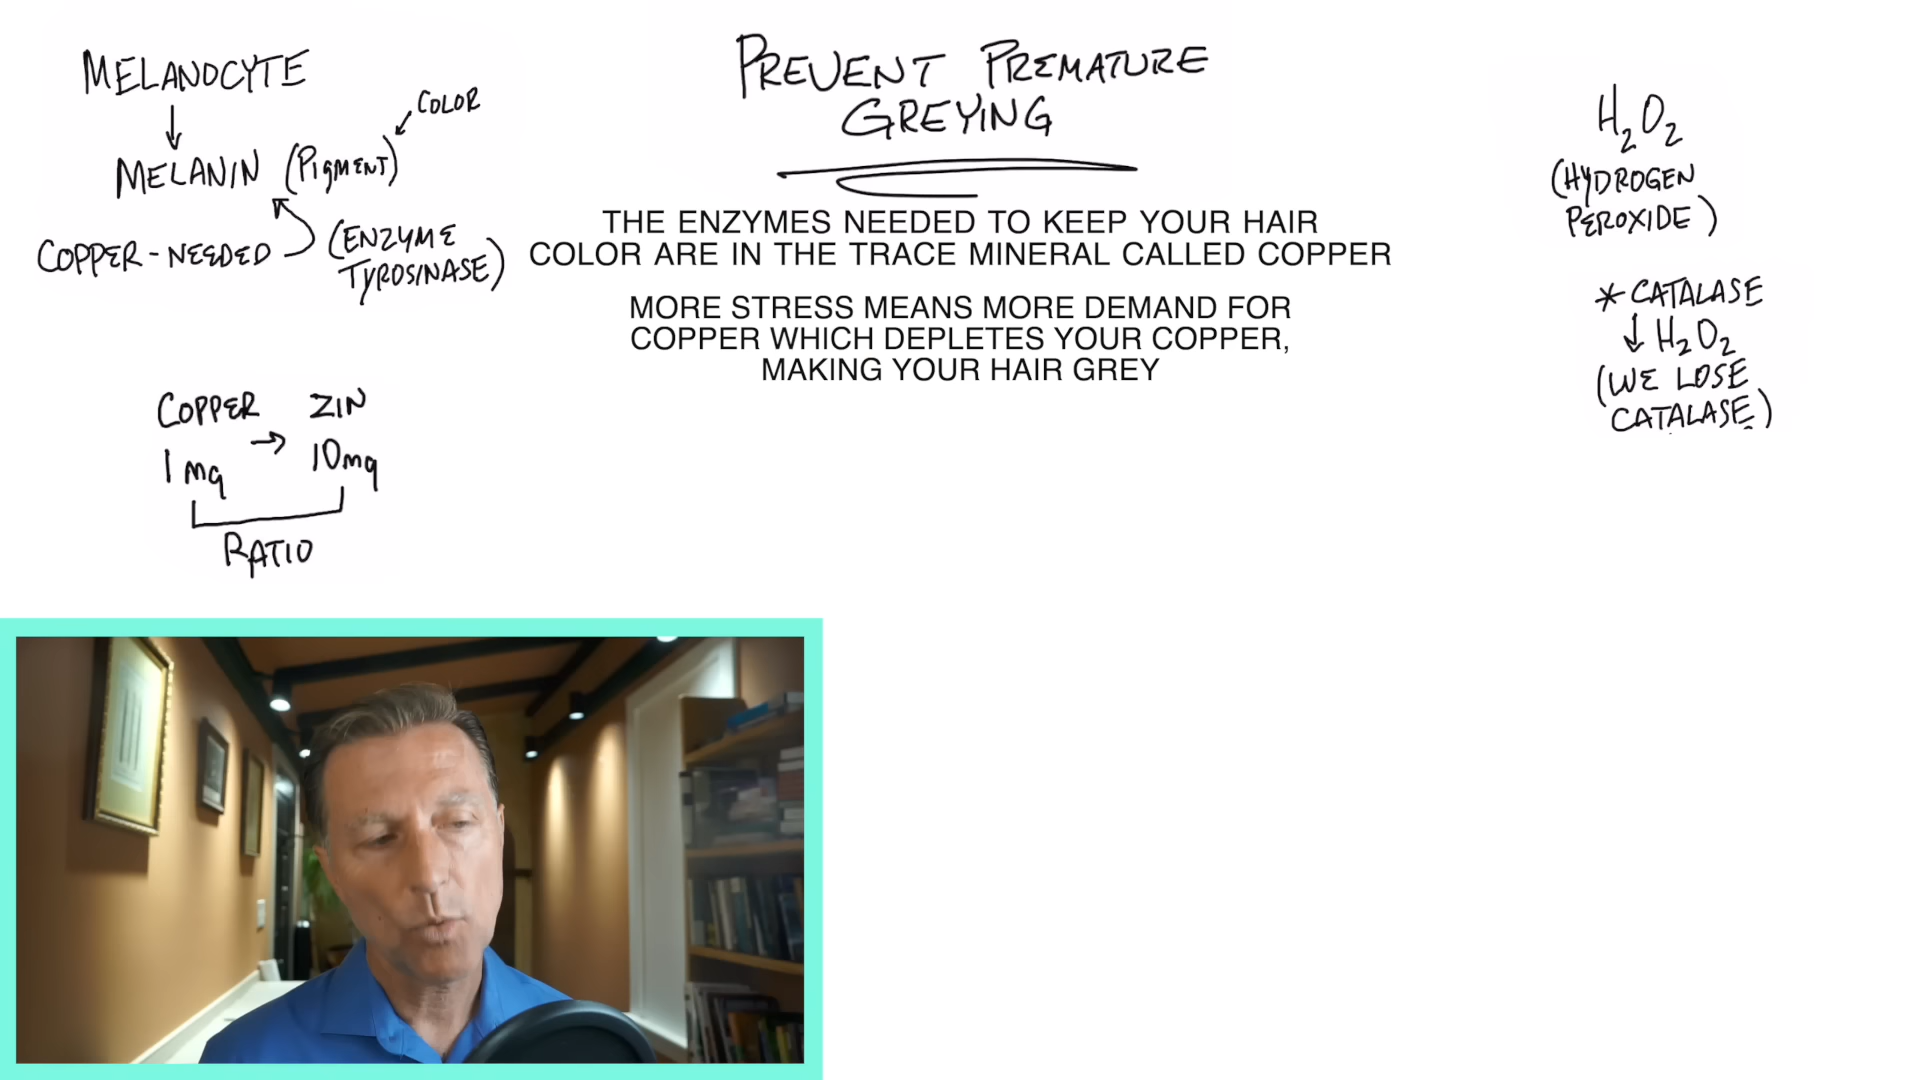 MELANOCYTE
COLOR
MELANIN (PIGMENT)
COPPER-NEEDED
(ENZYME
TYROSINASE)
COPPER ZIN
1mg 10mg
RATIO
PREVENT PREMATURE
GREYING
THE ENZYMES NEEDED TO KEEP YOUR HAIR
COLOR ARE IN THE TRACE MINERAL CALLED COPPER
MORE STRESS MEANS MORE DEMAND FOR
COPPER WHICH DEPLETES YOUR COPPER,
MAKING YOUR HAIR GREY
H₂O₂
(HYDROGEN
PEROXIDE)
*CATALASE
↓ H₂O₂
(WE LOSE
CATALASE)